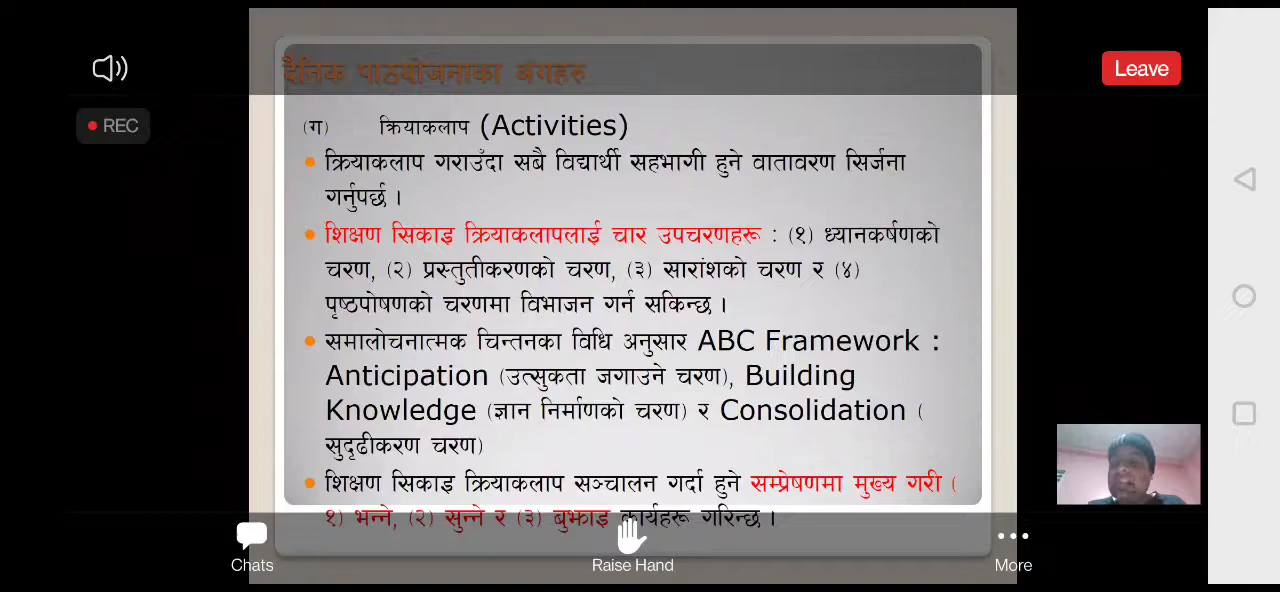 दैनिक पाठयोजनाका अंगहरु
Leave
REC
(ग) क्रियाकलाप (Activities)
क्रियाकलाप गराउँदा सबै विद्यार्थी सहभागी हुने वातावरण सिर्जना
गर्नुपर्छ ।
शिक्षण सिकाइ क्रियाकलापलाई चार उपचरणहरू : (१) ध्यानकर्षणको
चरण, (२) प्रस्तुतीकरणको चरण, (३) सारांशको चरण र (४)
पृष्ठपोषणको चरणमा विभाजन गर्न सकिन्छ ।
समालोचनात्मक चिन्तनका विधि अनुसार ABC Framework :
Anticipation (उत्सुकता जगाउने चरण), Building
Knowledge (ज्ञान निर्माणको चरण) र Consolidation (
सुदृढीकरण चरण)
शिक्षण सिकाइ क्रियाकलाप सञ्चालन गर्दा हुने सम्प्रेषणमा मुख्य गरी (
१) भन्ने, (२) सुन्ने र (३) बुझाइ कार्यहरू गरिन्छ ।
Chats
Raise Hand
More